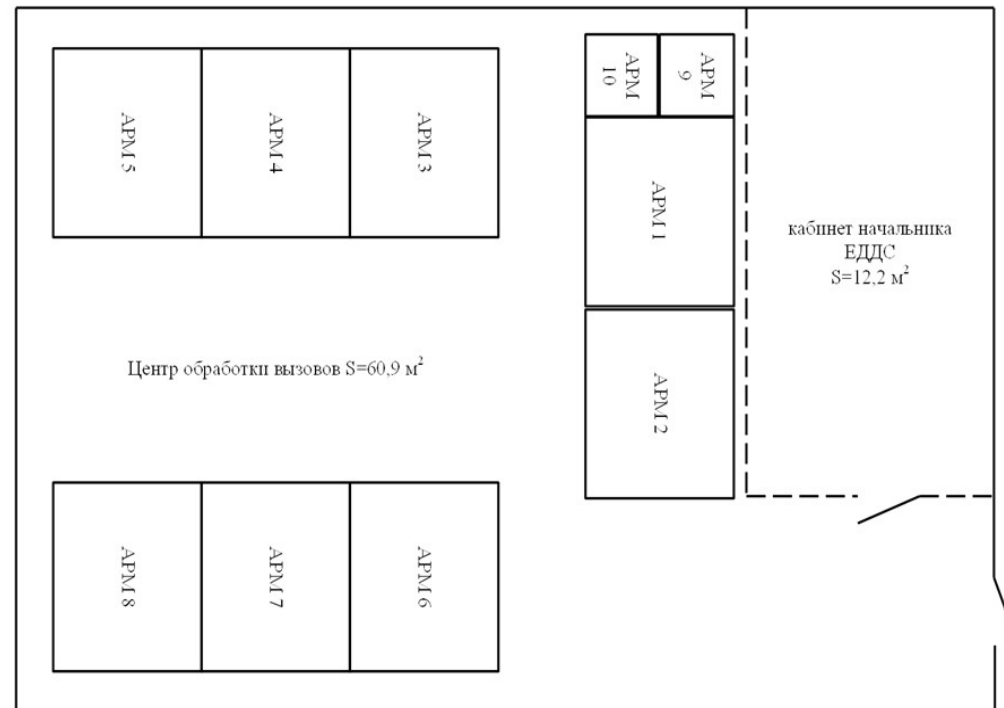 АРМ 5
АРМ 4
АРМ 3
АРМ
10
АРМ
9
АРМ 1
кабинет начальника
ЕДДС
S=12,2 м²
Центр обработки вызовов S=60,9 м²
АРМ 2
АРМ 8
АРМ 7
АРМ 6